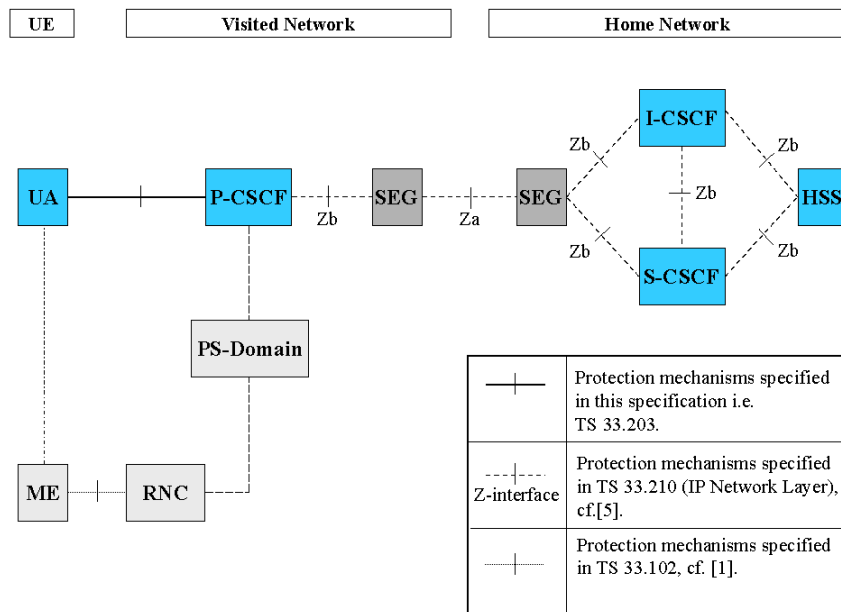 UE
Visited Network
Home Network
I-CSCF
Zb
Zb
UA
P-CSCF
Zb
SEG
Za
SEG
Zb
HSS
Zb
S-CSCF
Zb
PS-Domain
ME
RNC
Protection mechanisms specified
in this specification i.e.
TS 33.203.
Z-interface
Protection mechanisms specified
in TS 33.210 (IP Network Layer),
cf.[5].
Protection mechanisms specified
in TS 33.102, cf. [1].